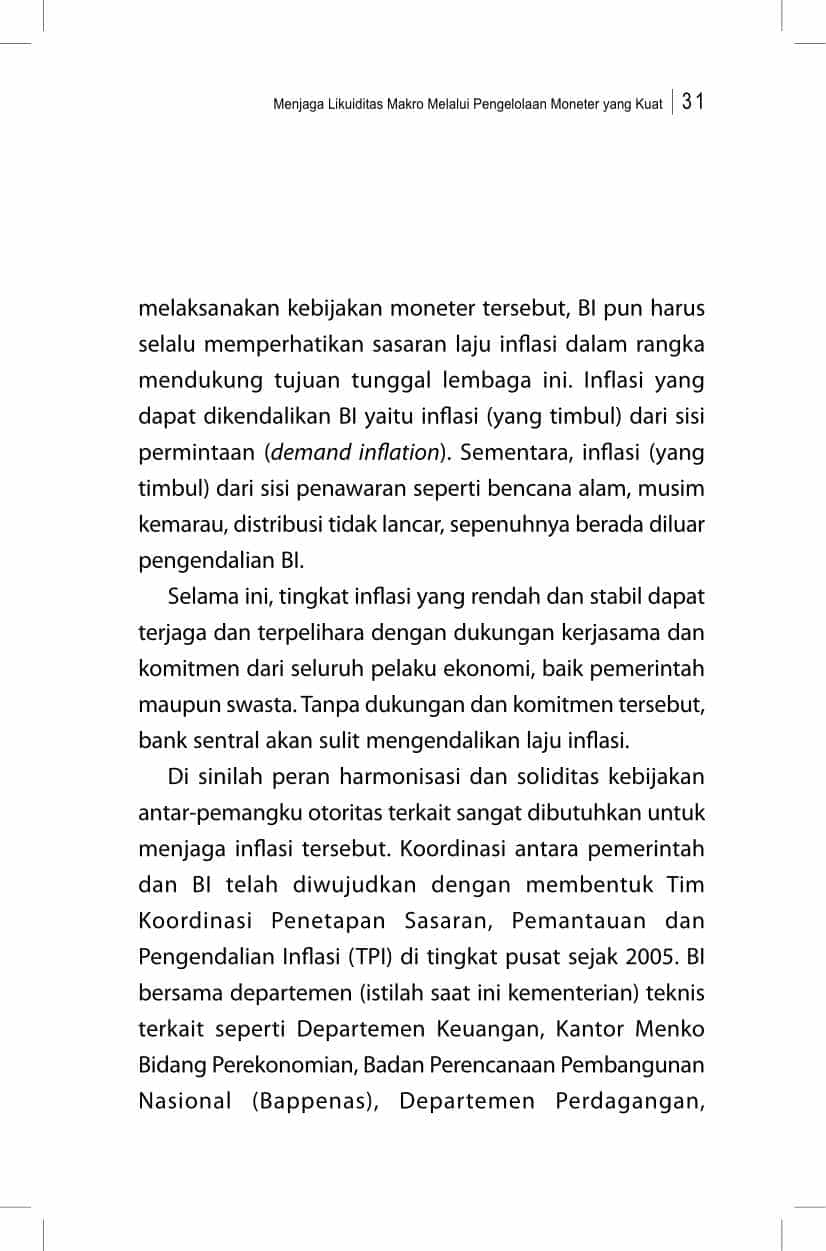 Menjaga Likuiditas Makro Melalui Pengelolaan Moneter yang Kuat 31
melaksanakan kebijakan moneter tersebut, BI pun harus
selalu memperhatikan sasaran laju inflasi dalam rangka
mendukung tujuan tunggal lembaga ini. Inflasi yang
dapat dikendalikan BI yaitu inflasi (yang timbul) dari sisi
permintaan (demand inflation). Sementara, inflasi (yang
timbul) dari sisi penawaran seperti bencana alam, musim
kemarau, distribusi tidak lancar, sepenuhnya berada diluar
pengendalian BI.
Selama ini, tingkat inflasi yang rendah dan stabil dapat
terjaga dan terpelihara dengan dukungan kerjasama dan
komitmen dari seluruh pelaku ekonomi, baik pemerintah
maupun swasta. Tanpa dukungan dan komitmen tersebut,
bank sentral akan sulit mengendalikan laju inflasi.
Di sinilah peran harmonisasi dan soliditas kebijakan
antar-pemangku otoritas terkait sangat dibutuhkan untuk
menjaga inflasi tersebut. Koordinasi antara pemerintah
dan BI telah diwujudkan dengan membentuk Tim
Koordinasi Penetapan Sasaran, Pemantauan dan
Pengendalian Inflasi (TPI) di tingkat pusat sejak 2005. BI
bersama departemen (istilah saat ini kementerian) teknis
terkait seperti Departemen Keuangan, Kantor Menko
Bidang Perekonomian, Badan Perencanaan Pembangunan
Nasional (Bappenas), Departemen Perdagangan,